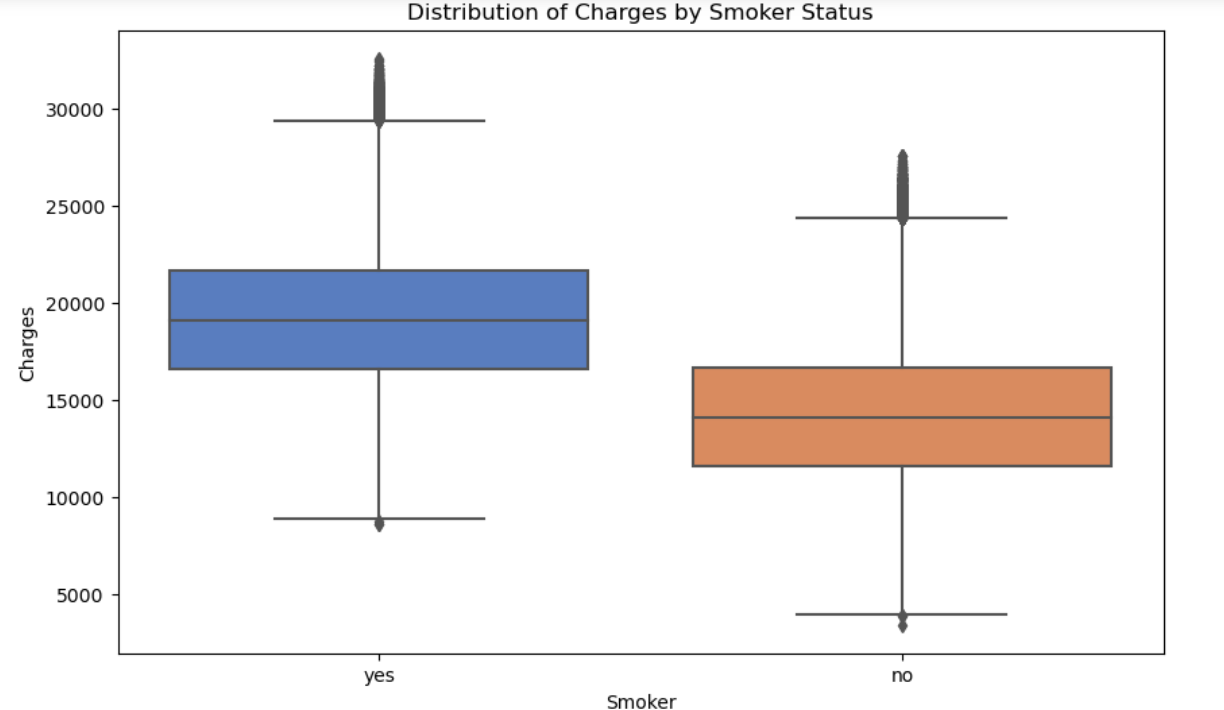 Distribution of Charges by Smoker Status
Charges
30000
25000
20000
15000
10000
5000
yes
no
Smoker